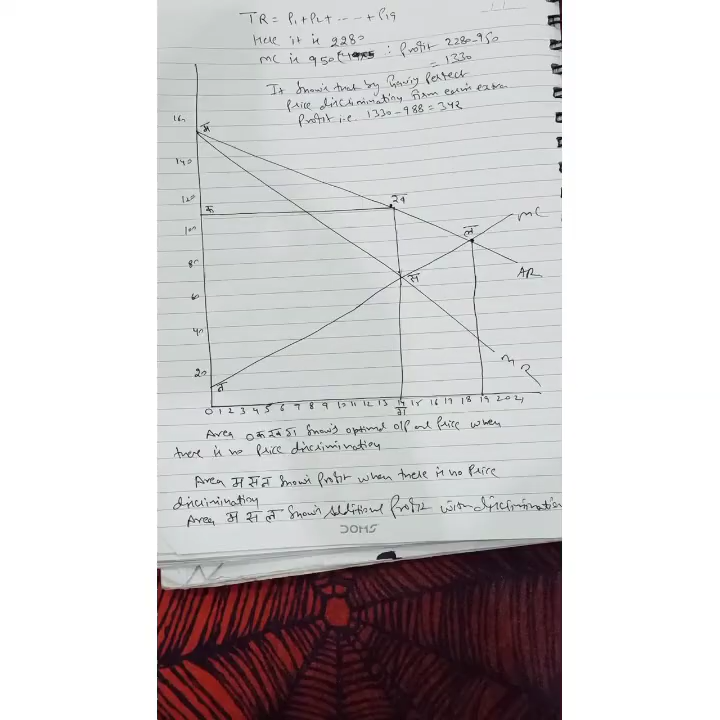 TR = P1 + P2 + ..... + P19
Here it is 2280
MC is 950 : Profit 2280-950
= 1330
It shows that by having Perfect
Price discrimination Firm earns extra
Profit i.e 1330 - 988 = 342
160
म
140
120
क
ख
100
MC
ल
80
AR
स
60
40
MR
20
त
0 1 2 3 4 5 6 7 8 9 10 11 12 13 14 15 16 17 18 19 20 21
ग
Area 0 क ख ग shows optimal o/p and Price when
there is no Price discrimination
Area म स त shows Profit when there is no Price
discrimination
Area म स ल shows additional Profit with discrimination
DOMS